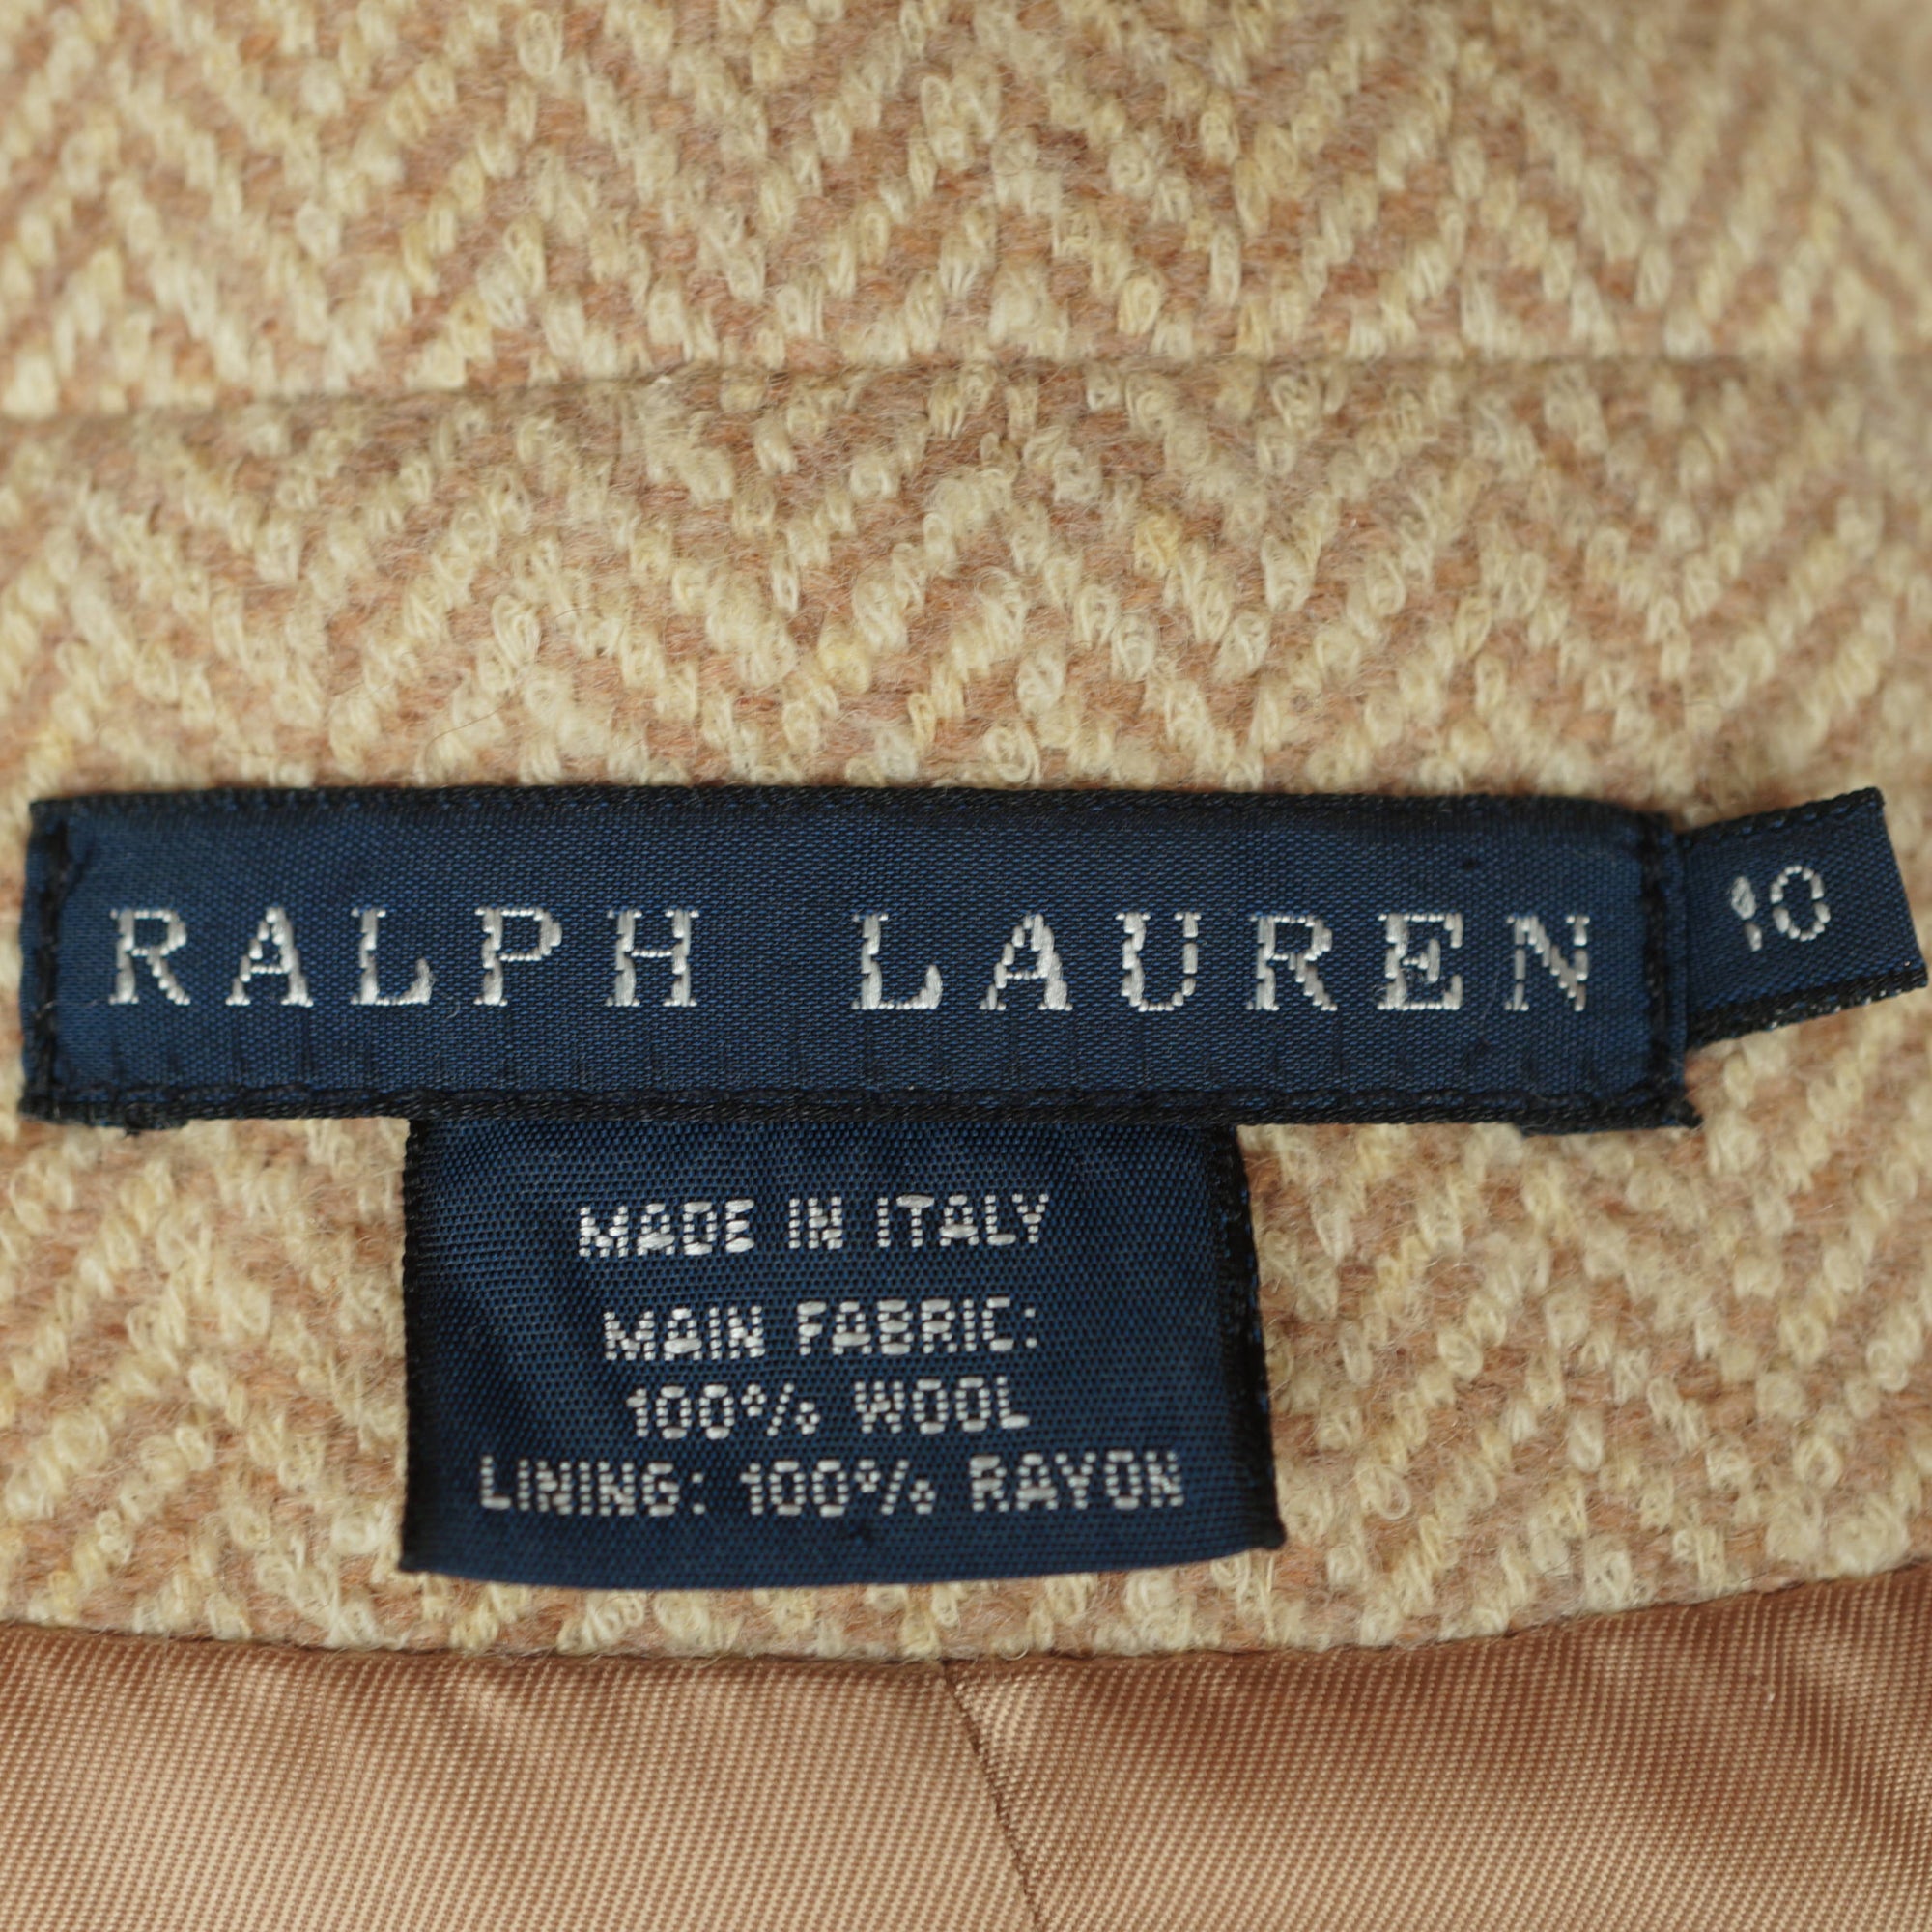 RALPH LAUREN
10
MADE IN ITALY
MAIN FABRIC:
100% WOOL
LINING: 100% RAYON